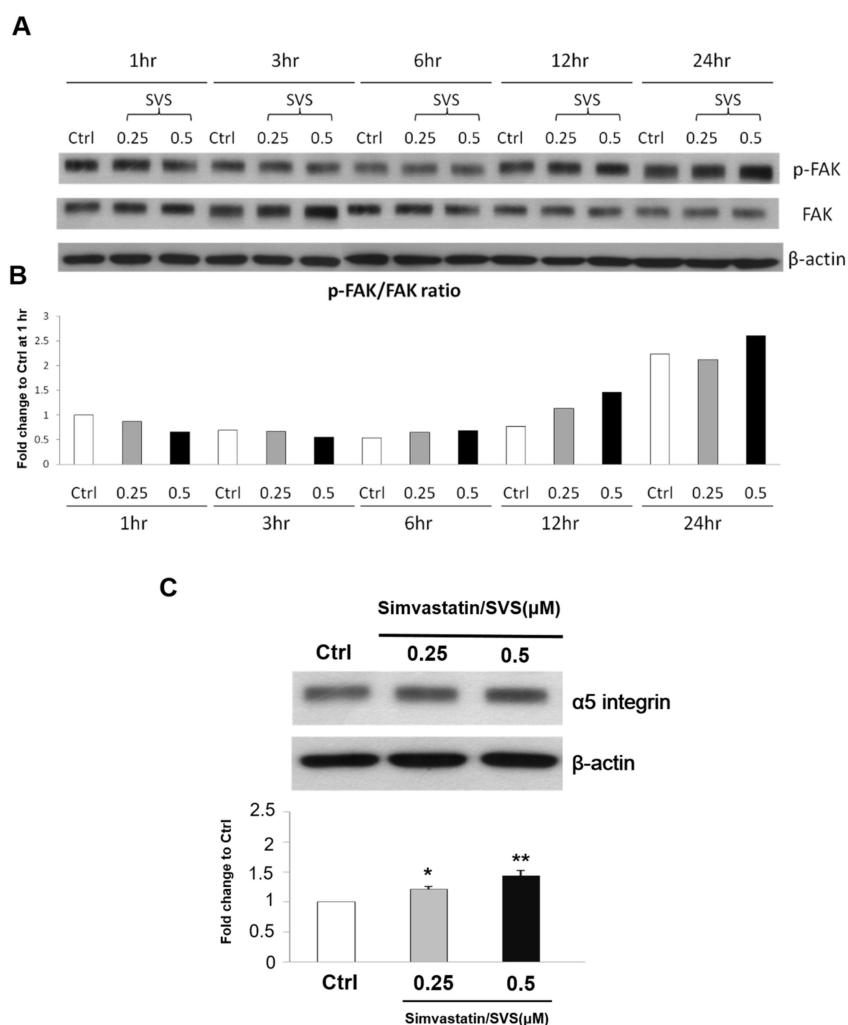 A
1hr 3hr 6hr 12hr 24hr
SVS SVS SVS SVS SVS
Ctrl 0.25 0.5 Ctrl 0.25 0.5 Ctrl 0.25 0.5 Ctrl 0.25 0.5 Ctrl 0.25 0.5
p-FAK
FAK
β-actin
B
p-FAK/FAK ratio
Fold change to Ctrl at 1 hr
3
2.5
2
1.5
1
0.5
0
Ctrl 0.25 0.5 Ctrl 0.25 0.5 Ctrl 0.25 0.5 Ctrl 0.25 0.5 Ctrl 0.25 0.5
1hr 3hr 6hr 12hr 24hr
C
Simvastatin/SVS(μM)
Ctrl 0.25 0.5
α5 integrin
β-actin
Fold change to Ctrl
2.5
2
1.5
1
0.5
0
* **
Ctrl 0.25 0.5
Simvastatin/SVS(μM)